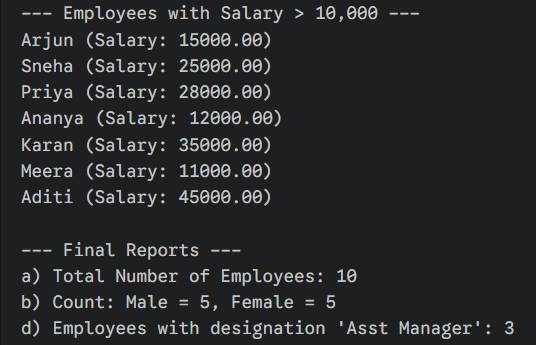 --- Employees with Salary > 10,000 ---
Arjun (Salary: 15000.00)
Sneha (Salary: 25000.00)
Priya (Salary: 28000.00)
Ananya (Salary: 12000.00)
Karan (Salary: 35000.00)
Meera (Salary: 11000.00)
Aditi (Salary: 45000.00)
--- Final Reports ---
a) Total Number of Employees: 10
b) Count: Male = 5, Female = 5
d) Employees with designation 'Asst Manager': 3